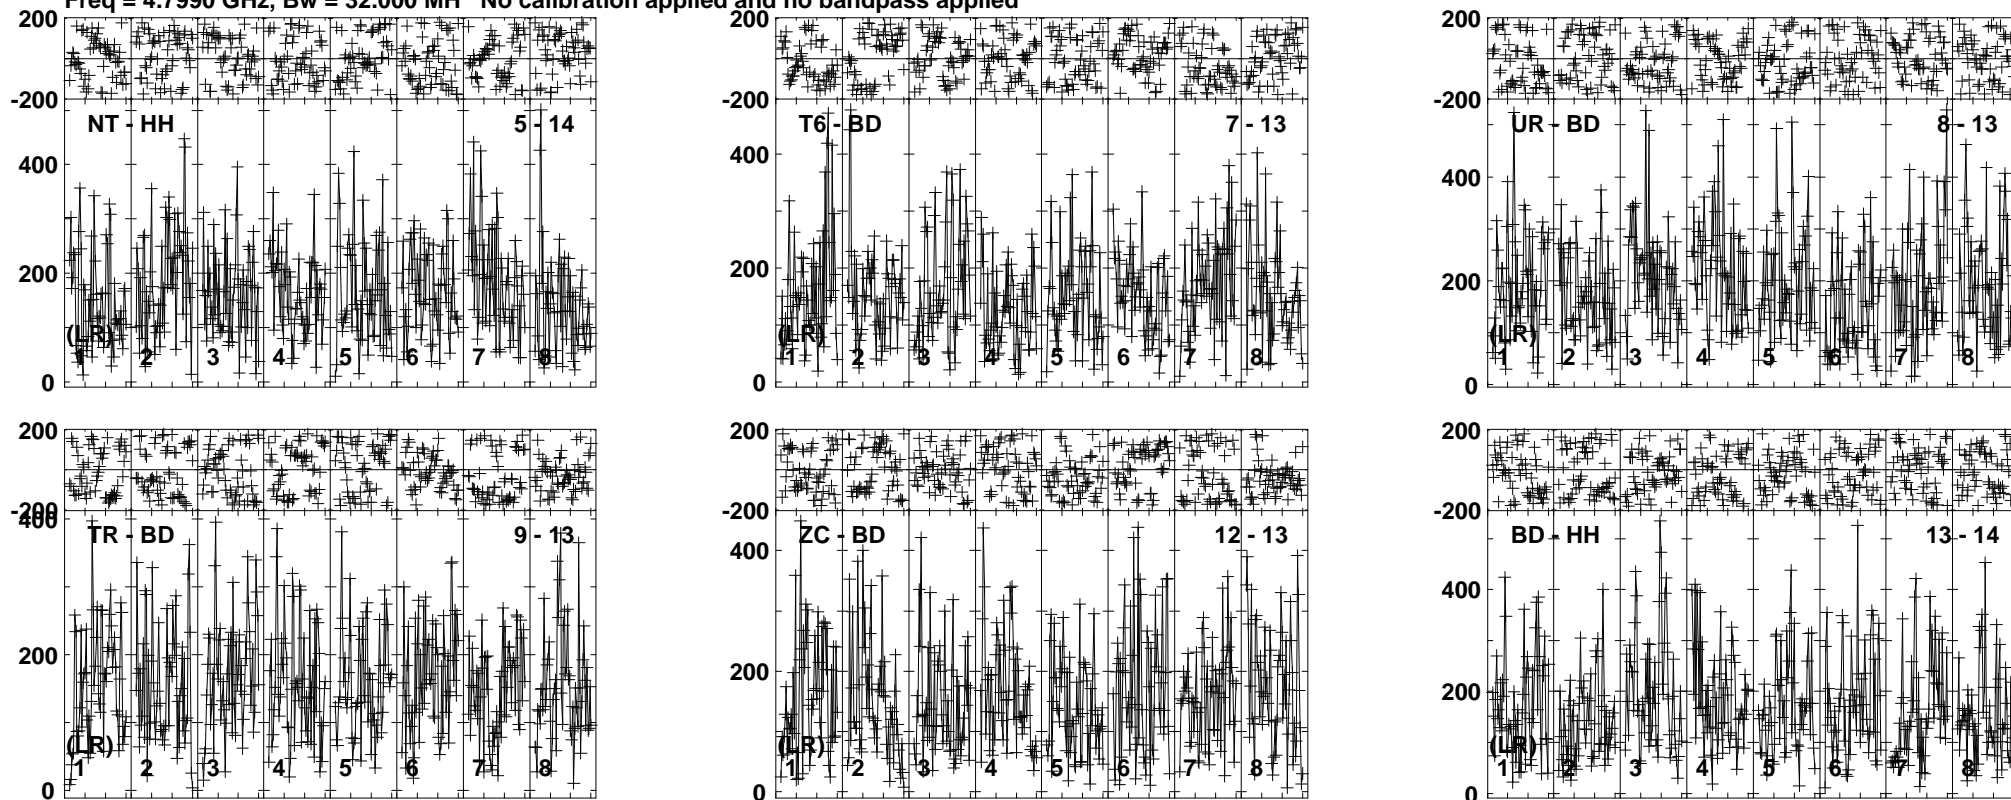 Freq = 4.7990 GHz, Bw = 32.000 MH No calibration applied and no bandpass applied
200
-200
NT - HH 5 - 14
400
200
0
(LR)
1 2 3 4 5 6 7 8
200
-200
T6 - BD 7 - 13
400
200
0
(LR)
1 2 3 4 5 6 7 8
200
-200
UR - BD 8 - 13
400
200
0
(LR)
1 2 3 4 5 6 7 8
200
-200
TR - BD 9 - 13
400
200
0
(LR)
1 2 3 4 5 6 7 8
200
-200
ZC - BD 12 - 13
400
200
0
(LR)
1 2 3 4 5 6 7 8
200
-200
BD - HH 13 - 14
400
200
0
(LR)
1 2 3 4 5 6 7 8